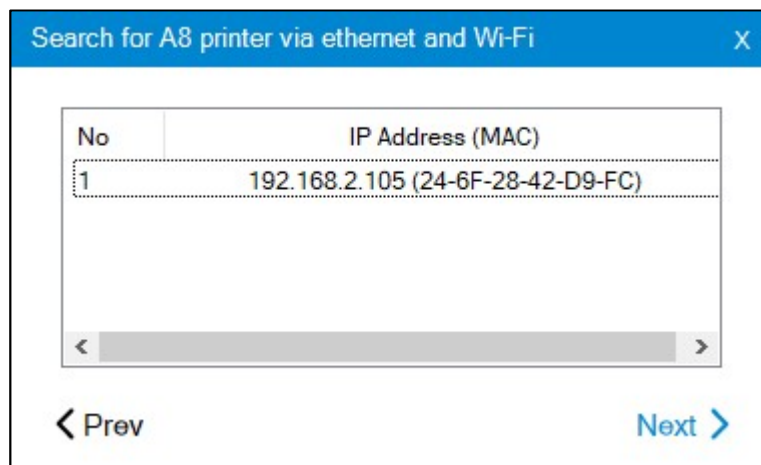 Search for A8 printer via ethernet and Wi-Fi X
No IP Address (MAC)
1 192.168.2.105 (24-6F-28-42-D9-FC)
Prev Next